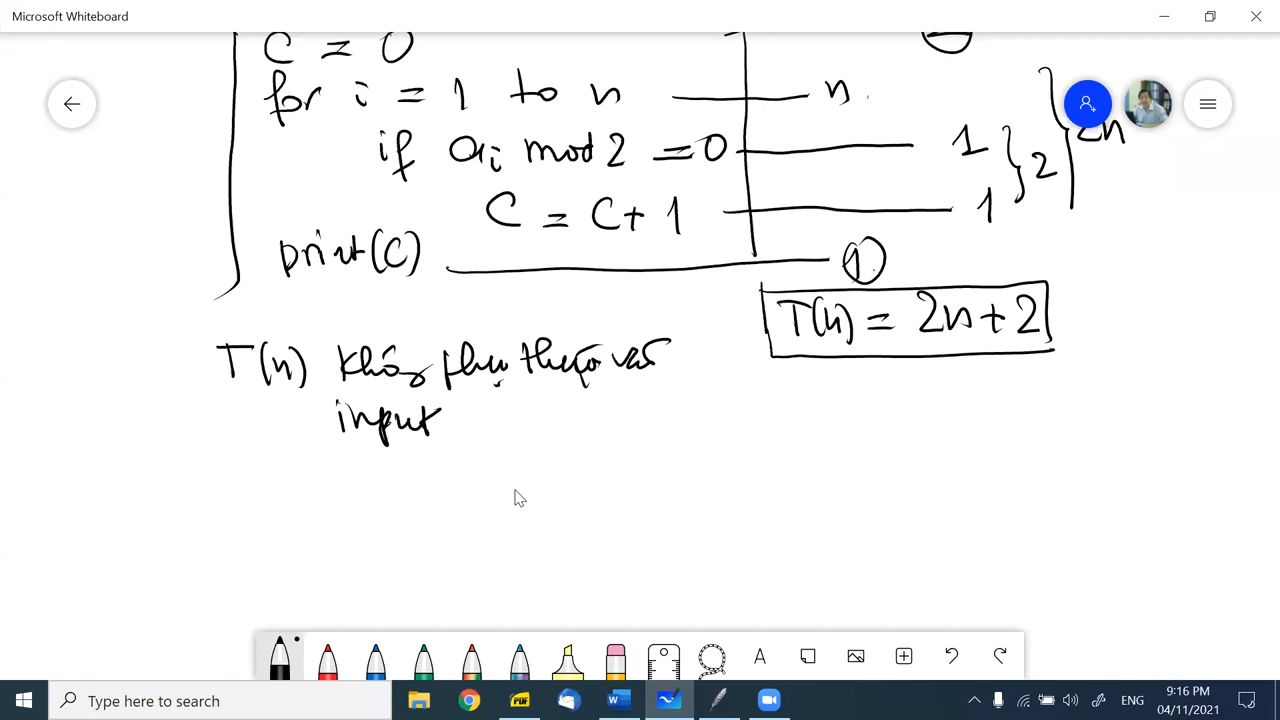 Microsoft Whiteboard
C = 0
for i = 1 to n n
if ai mod 2 = 0 1
2
2n
C = C + 1 1
print(C) 1
T(n) = 2n + 2
T(n) không phụ thuộc vào
input
A
Type here to search
PDF
ENG
9:16 PM
04/11/2021